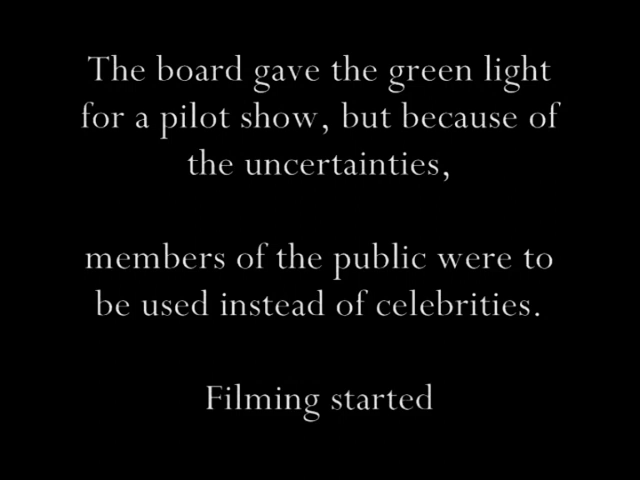 The board gave the green light
for a pilot show, but because of
the uncertainties,
members of the public were to
be used instead of celebrities.
Filming started